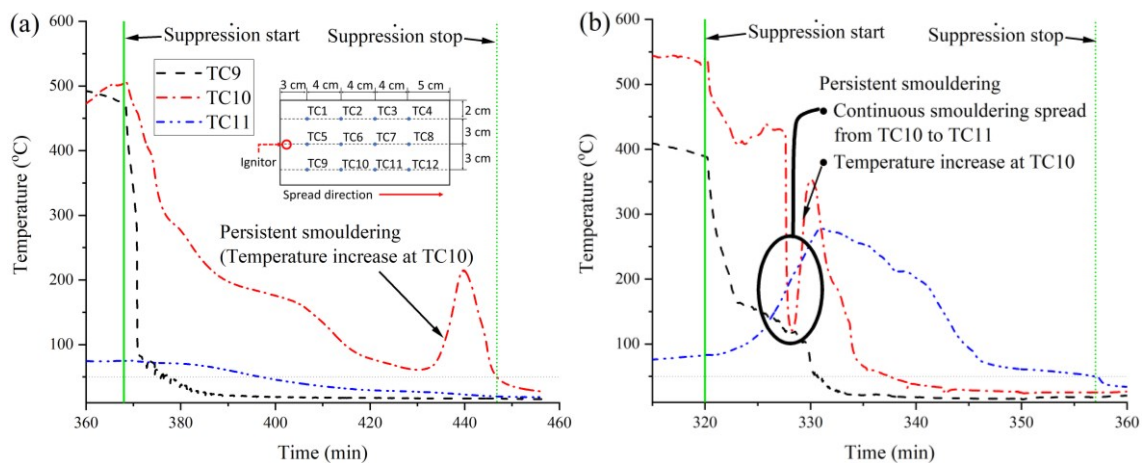 (a)
600
500
400
300
200
100
Temperature (°C)
360
380
400
420
440
460
Time (min)
Suppression start
Suppression stop
TC9
TC10
TC11
3 cm 4 cm 4 cm 4 cm 5 cm
TC1 TC2 TC3 TC4
TC5 TC6 TC7 TC8
TC9 TC10 TC11 TC12
2 cm
3 cm
3 cm
Ignitor
Spread direction
Persistent smouldering
(Temperature increase at TC10)
(b)
600
500
400
300
200
100
Temperature (°C)
320
330
340
350
360
Time (min)
Suppression start
Suppression stop
Persistent smouldering
Continuous smouldering spread
from TC10 to TC11
Temperature increase at TC10